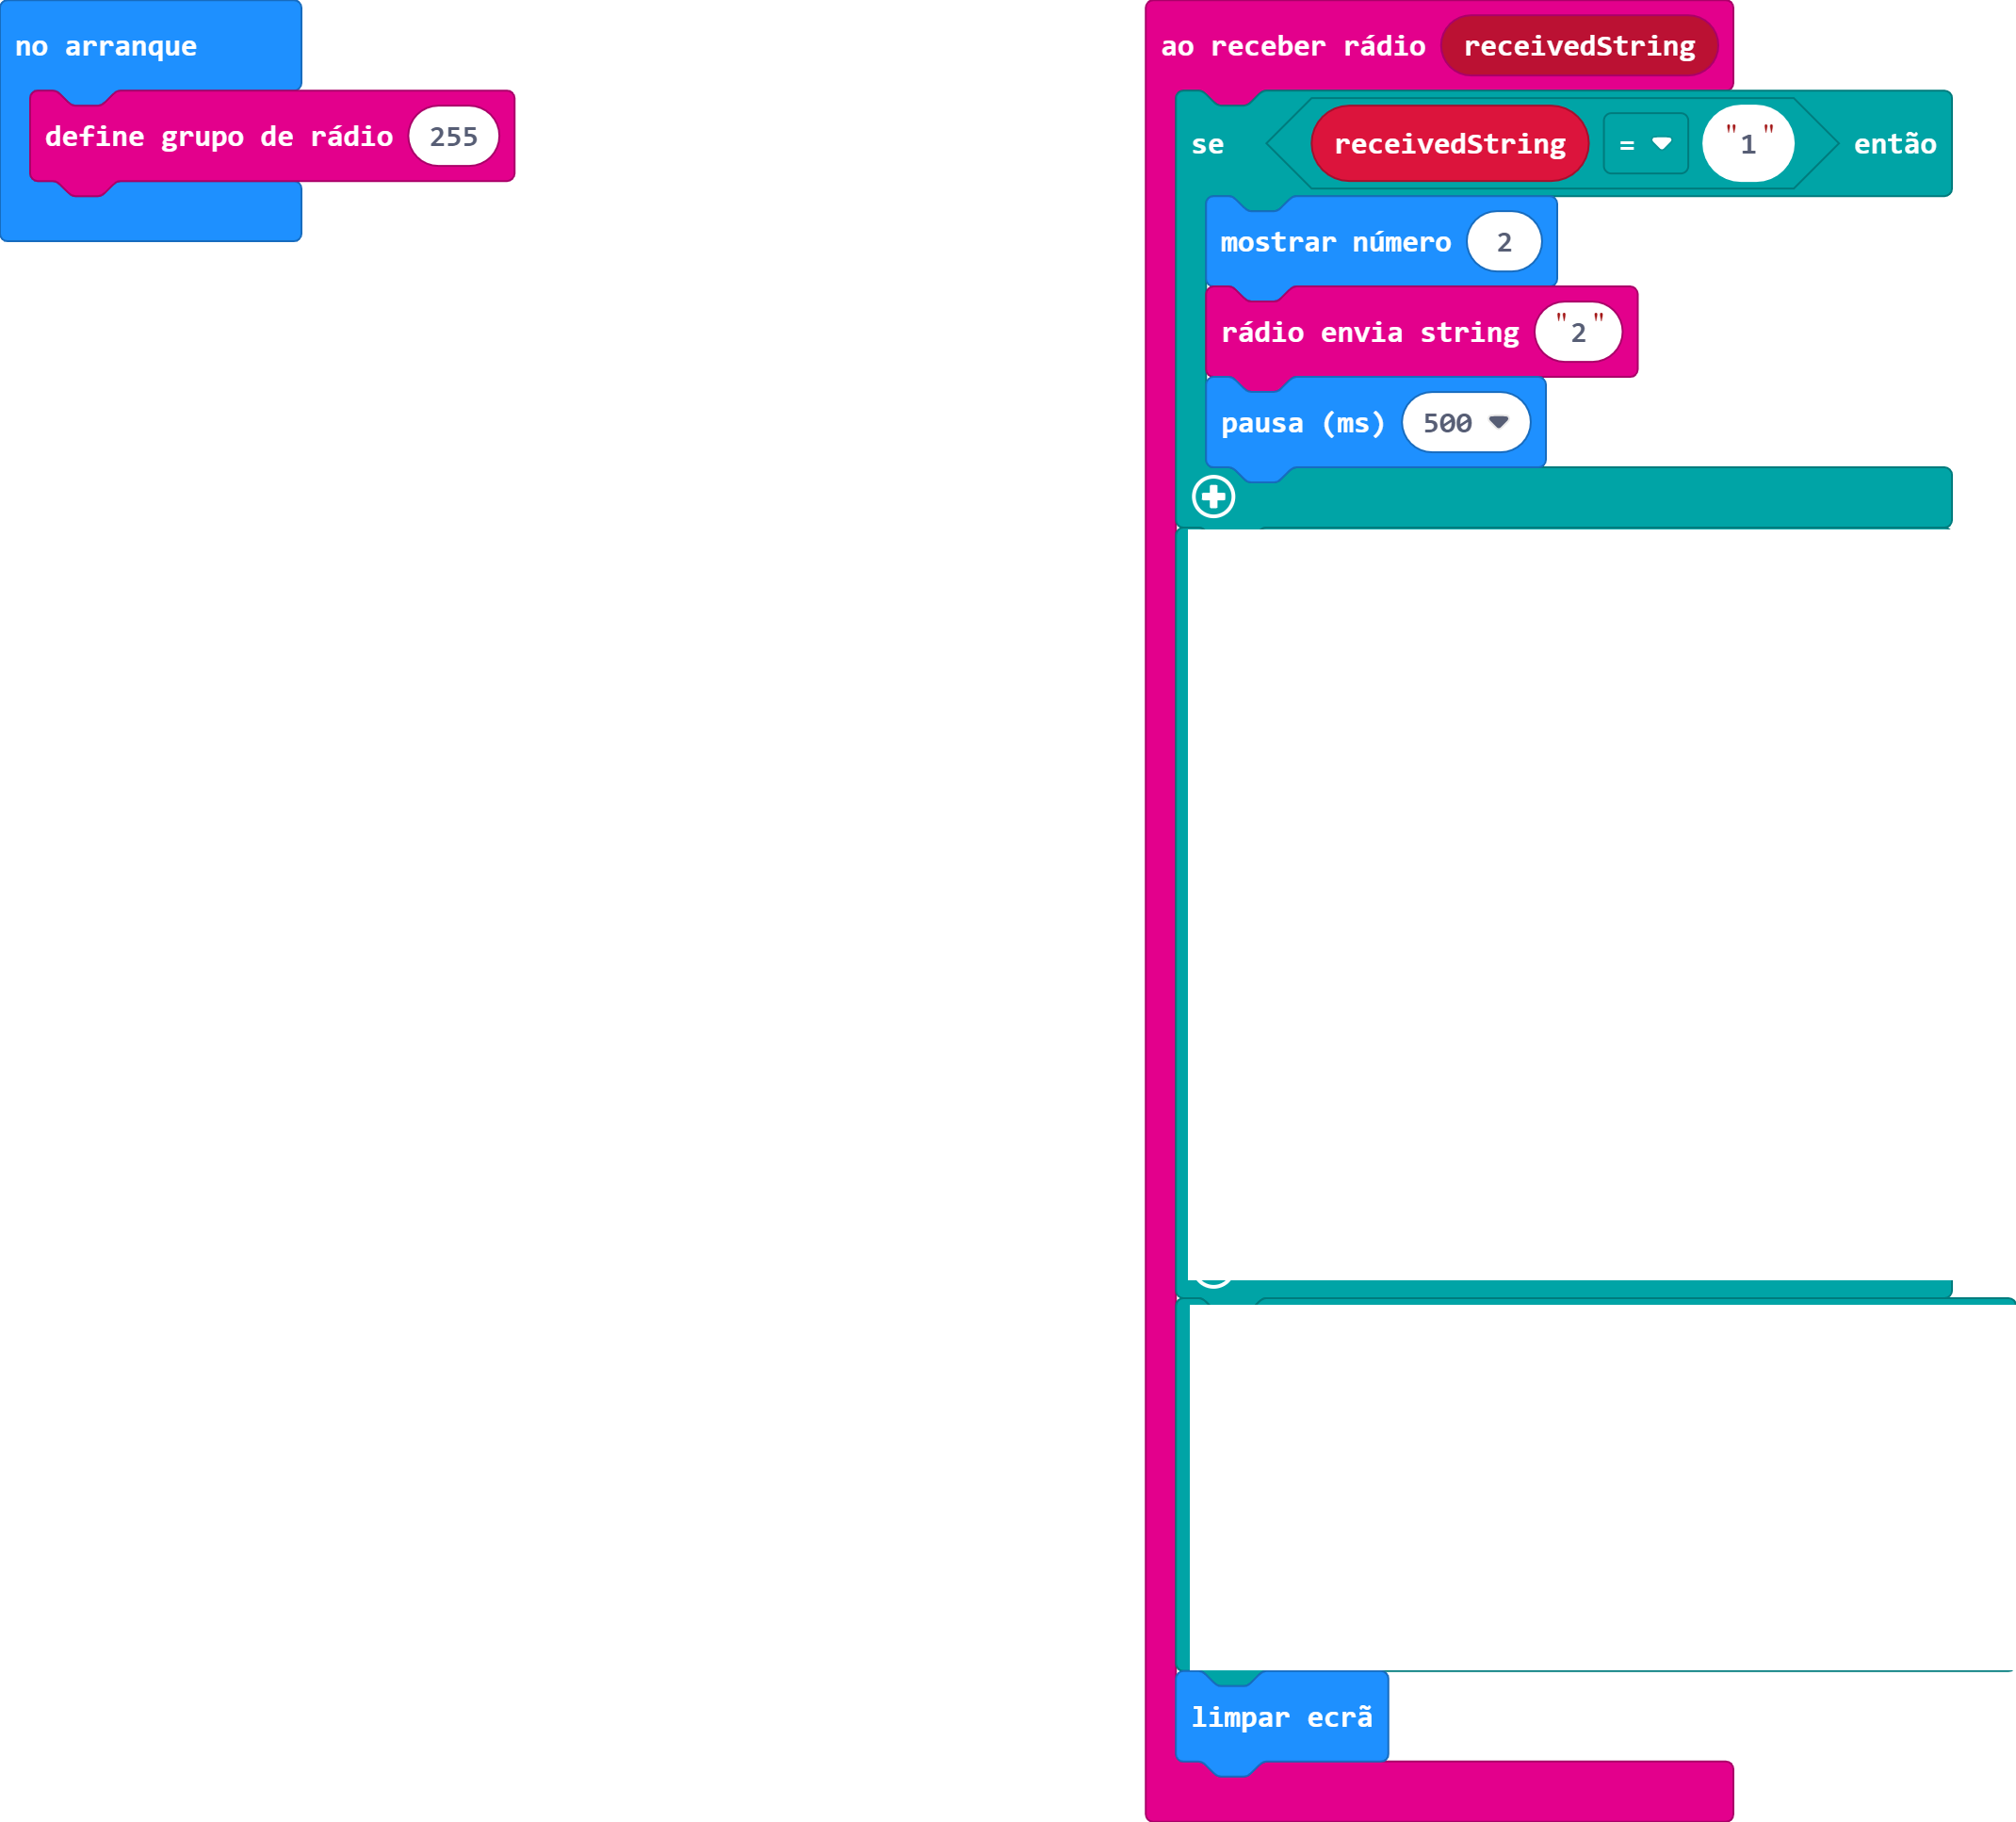 no arranque
define grupo de rádio 255
ao receber rádio receivedString
se receivedString = "1" então
mostrar número 2
rádio envia string "2"
pausa (ms) 500
limpar ecrã